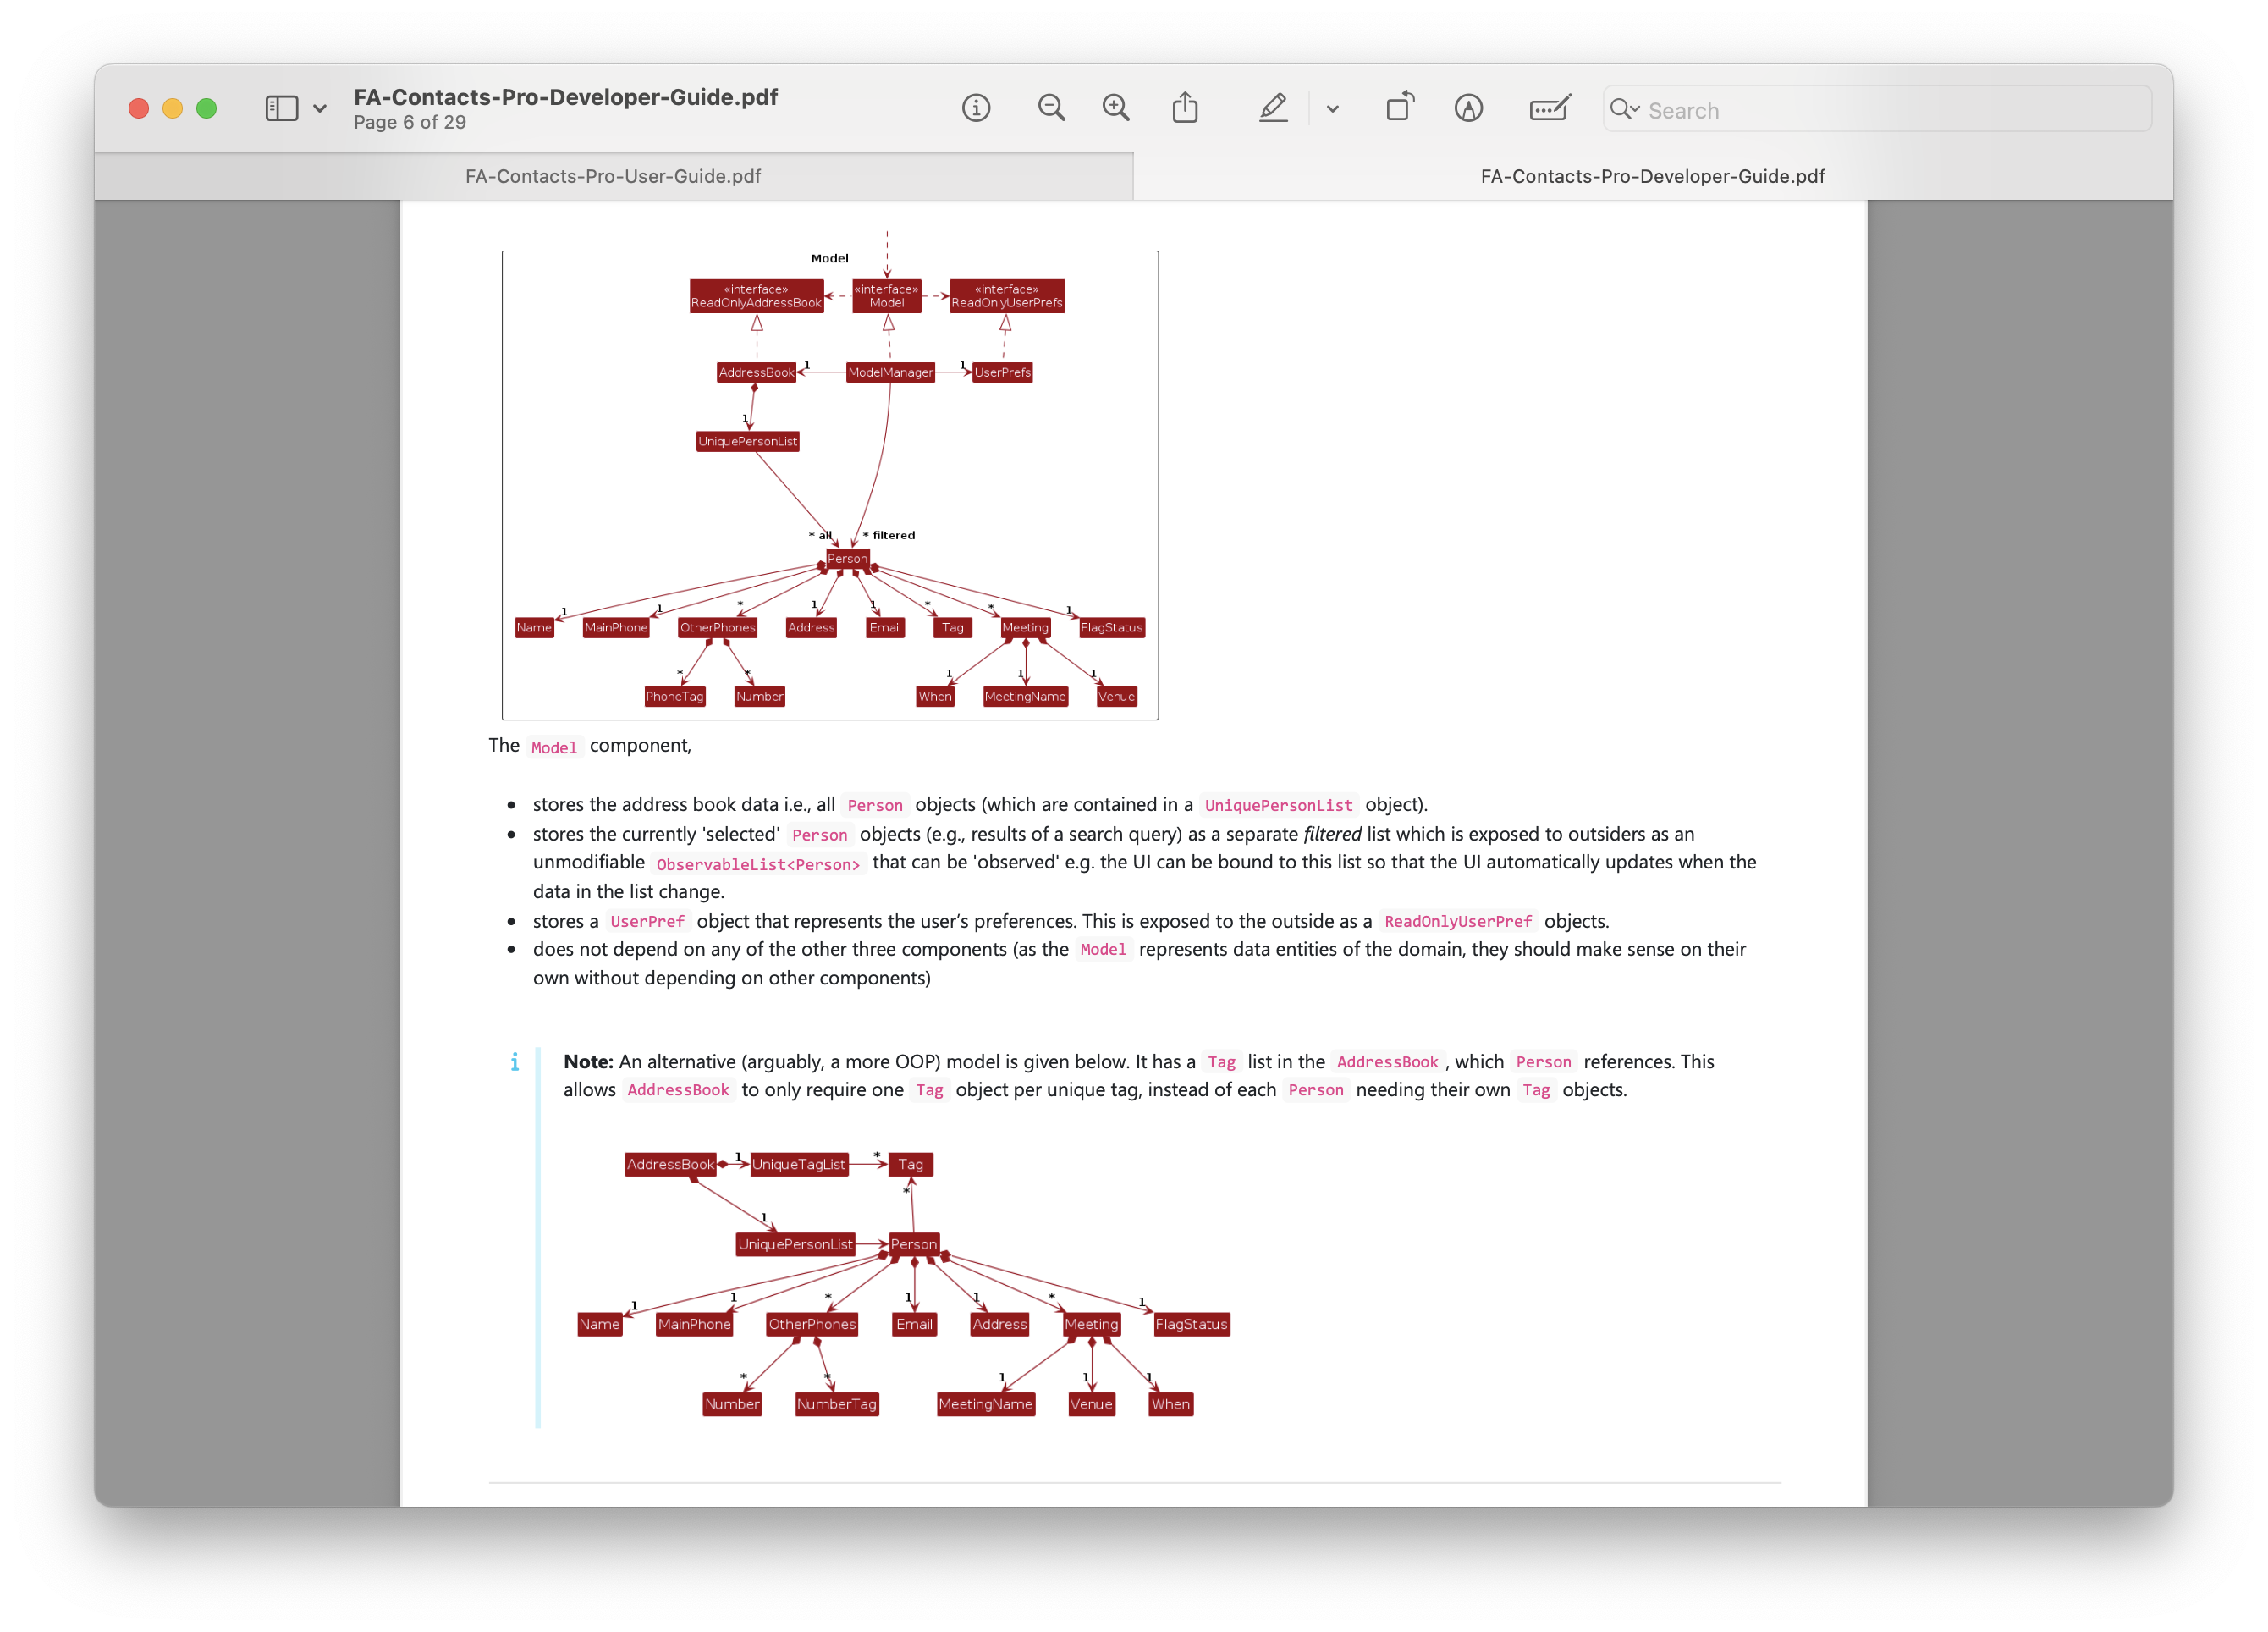 FA-Contacts-Pro-Developer-Guide.pdf
Page 6 of 29
Search
FA-Contacts-Pro-User-Guide.pdf
FA-Contacts-Pro-Developer-Guide.pdf
Model
«interface» ReadOnlyAddressBook
«interface» Model
«interface» ReadOnlyUserPrefs
AddressBook 1 ModelManager 1 UserPrefs
1
UniquePersonList
* all * filtered
Person
1 1 * 1 1 * * 1
Name MainPhone OtherPhones Address Email Tag Meeting FlagStatus
* * 1 1 1
PhoneTag Number When MeetingName Venue
The Model component,
• stores the address book data i.e., all Person objects (which are contained in a UniquePersonList object).
• stores the currently 'selected' Person objects (e.g., results of a search query) as a separate filtered list which is exposed to outsiders as an
unmodifiable ObservableList<Person> that can be 'observed' e.g. the UI can be bound to this list so that the UI automatically updates when the
data in the list change.
• stores a UserPref object that represents the user’s preferences. This is exposed to the outside as a ReadOnlyUserPref objects.
• does not depend on any of the other three components (as the Model represents data entities of the domain, they should make sense on their
own without depending on other components)
i Note: An alternative (arguably, a more OOP) model is given below. It has a Tag list in the AddressBook , which Person references. This
allows AddressBook to only require one Tag object per unique tag, instead of each Person needing their own Tag objects.
AddressBook 1 UniqueTagList * Tag
*
1
UniquePersonList Person
1 1 * 1 1 * 1
Name MainPhone OtherPhones Email Address Meeting FlagStatus
* * 1 1 1
Number NumberTag MeetingName Venue When